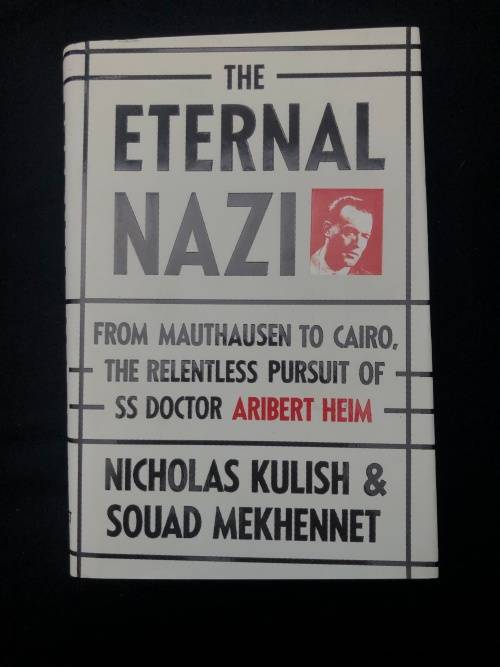 THE
ETERNAL
NAZI
FROM MAUTHAUSEN TO CAIRO,
THE RELENTLESS PURSUIT OF
SS DOCTOR ARIBERT HEIM
NICHOLAS KULISH &
SOUAD MEKHENNET